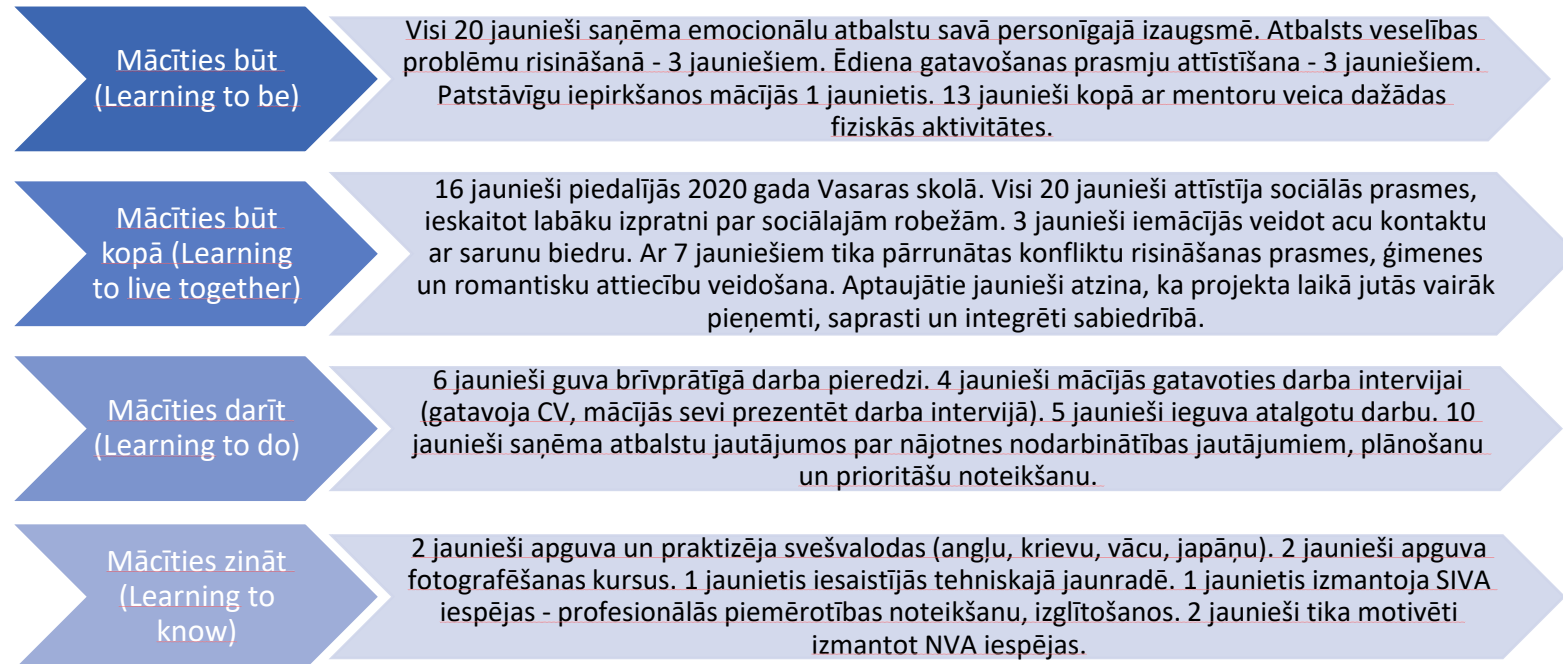 Mācīties būt
(Learning to be)
Visi 20 jaunieši saņēma emocionālu atbalstu savā personīgajā izaugsmē. Atbalsts veselības
problēmu risināšanā - 3 jauniešiem. Ēdiena gatavošanas prasmju attīstīšana - 3 jauniešiem.
Patstāvīgu iepirkšanos mācījās 1 jaunietis. 13 jaunieši kopā ar mentoru veica dažādas
fiziskās aktivitātes.
Mācīties būt
kopā (Learning
to live together)
16 jaunieši piedalījās 2020 gada Vasaras skolā. Visi 20 jaunieši attīstīja sociālās prasmes,
ieskaitot labāku izpratni par sociālajām robežām. 3 jaunieši iemācījās veidot acu kontaktu
ar sarunu biedru. Ar 7 jauniešiem tika pārrunātas konfliktu risināšanas prasmes, ģimenes
un romantisku attiecību veidošana. Aptaujātie jaunieši atzina, ka projekta laikā jutās vairāk
pieņemti, saprasti un integrēti sabiedrībā.
Mācīties darīt
(Learning to do)
6 jaunieši guva brīvprātīgā darba pieredzi. 4 jaunieši mācījās gatavoties darba intervijai
(gatavoja CV, mācījās sevi prezentēt darba intervijā). 5 jaunieši ieguva atalgotu darbu. 10
jaunieši saņēma atbalstu jautājumos par nājotnes nodarbinātības jautājumiem, plānošanu
un prioritāšu noteikšanu.
Mācīties zināt
(Learning to
know)
2 jaunieši apguva un praktizēja svešvalodas (angļu, krievu, vācu, japāņu). 2 jaunieši apguva
fotografēšanas kursus. 1 jaunietis iesaistījās tehniskajā jaunradē. 1 jaunietis izmantoja SIVA
iespējas - profesionālās piemērotības noteikšanu, izglītošanos. 2 jaunieši tika motivēti
izmantot NVA iespējas.